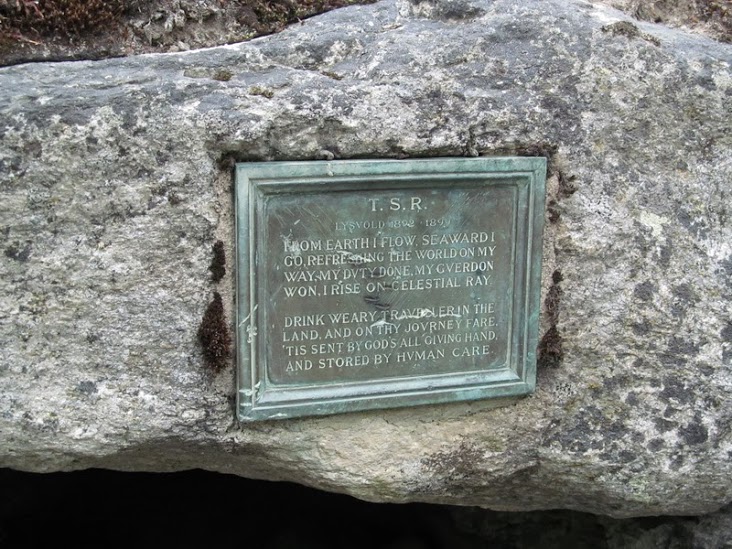 T. S. R.
LYSVOLD 1898 - 1899
FROM EARTH I FLOW, SEAWARD I
GO, REFRESHING THE WORLD ON MY
WAY, MY DVTY DONE, MY GVERDON
WON, I RISE ON CELESTIAL RAY
DRINK WEARY TRAVELLER IN THE
LAND, AND ON THY JOVRNEY FARE,
'TIS SENT BY GOD'S ALL GIVING HAND,
AND STORED BY HVMAN CARE